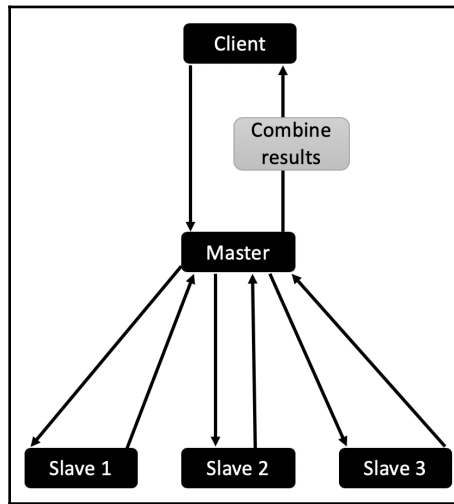 Client
Combine
results
Master
Slave 1
Slave 2
Slave 3